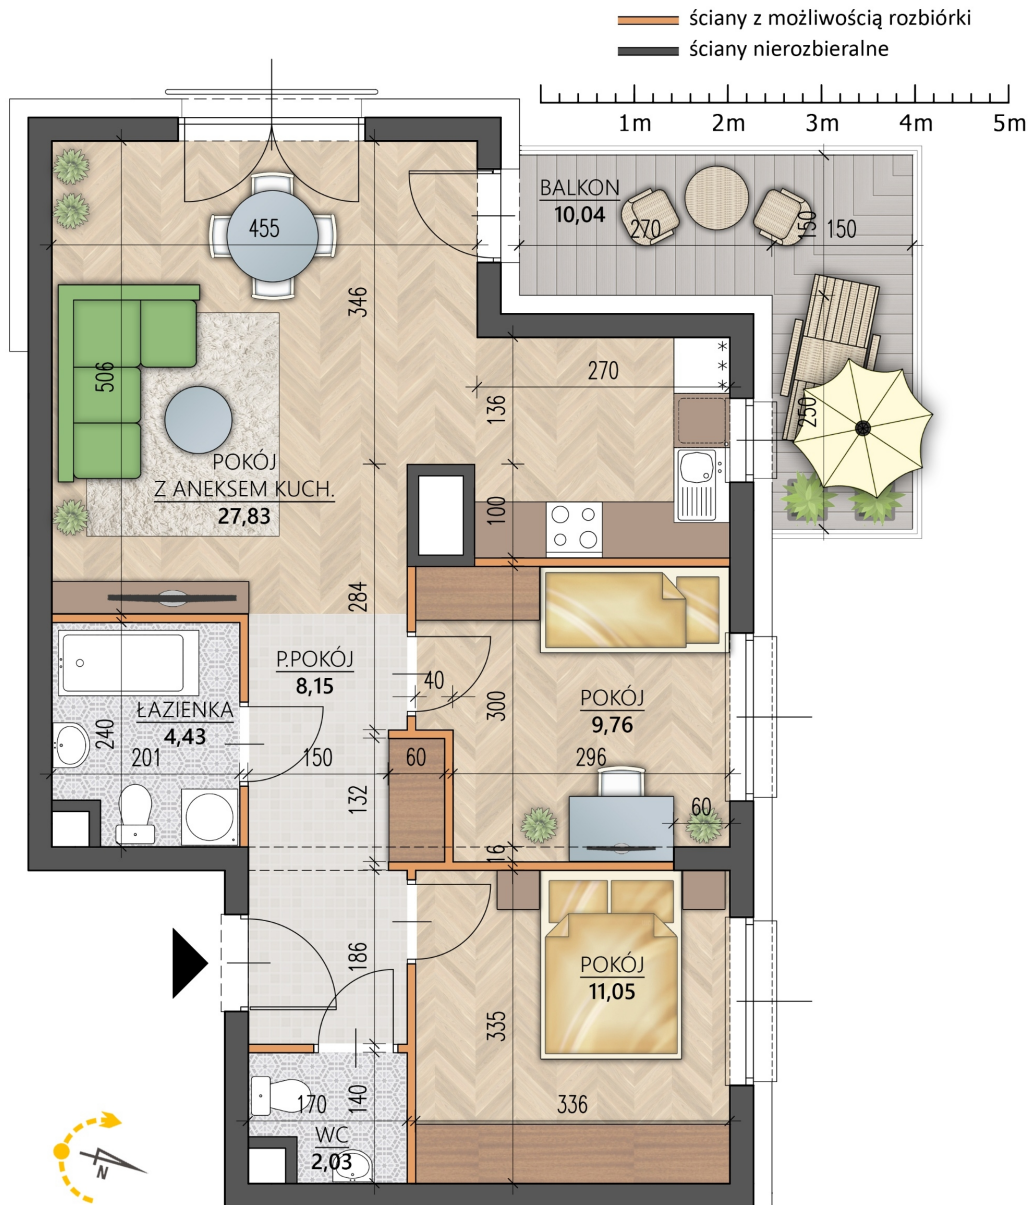 ściany z możliwością rozbiórki
ściany nierozbieralne
1m 2m 3m 4m 5m
BALKON
10,04
455
270
150
150
346
506
270
136
250
POKÓJ
Z ANEKSEM KUCH.
27,83
100
284
P.POKÓJ
8,15
40
300
POKÓJ
9,76
ŁAZIENKA
4,43
240
201
150
60
296
132
60
16
186
POKÓJ
11,05
335
140
170
336
WC
2,03
N